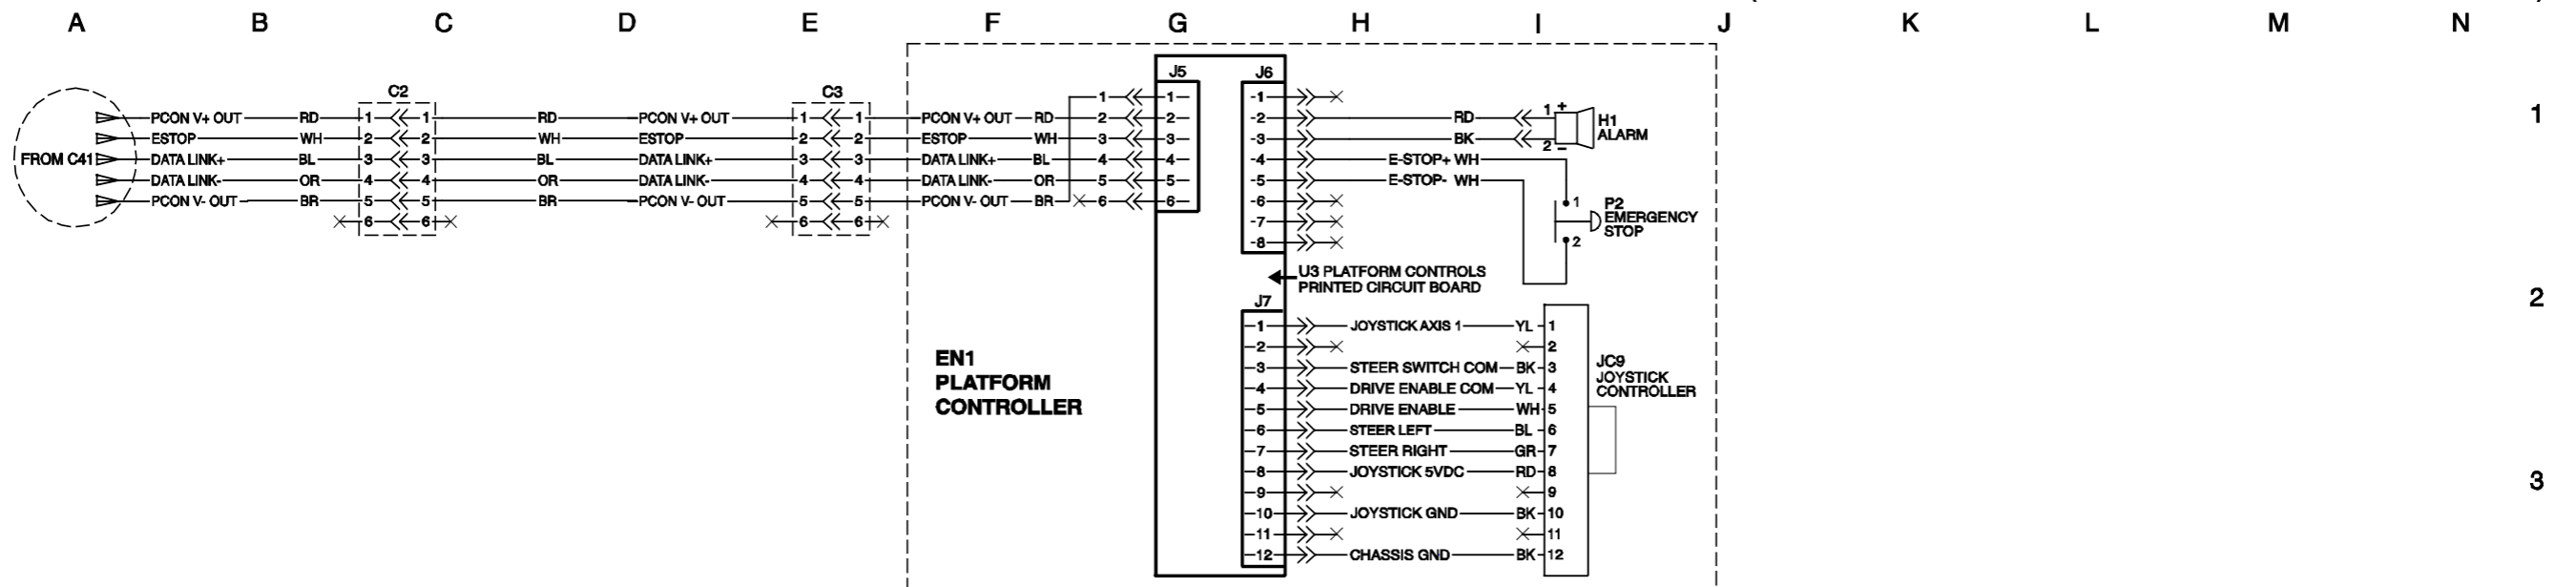 A B C D E F G H I J K L M N
C2 C3 J5 J6
1 1 -1
PCON V+ OUT RD 1 1 RD PCON V+ OUT 1 1 PCON V+ OUT RD 2 2 -2 RD 1 + H1 1
ESTOP WH 2 2 WH ESTOP 2 2 ESTOP WH 3 3 -3 BK 2 - ALARM
FROM C41 DATA LINK+ BL 3 3 BL DATA LINK+ 3 3 DATA LINK+ BL 4 4 -4 E-STOP+ WH
DATA LINK- OR 4 4 OR DATA LINK- 4 4 DATA LINK- OR 5 5 -5 E-STOP- WH
PCON V- OUT BR 5 5 BR PCON V- OUT 5 5 PCON V- OUT BR 6 6 -6 1 P2
6 6 6 6 -7 EMERGENCY
STOP
-8 2
U3 PLATFORM CONTROLS
PRINTED CIRCUIT BOARD
2
J7
1 JOYSTICK AXIS 1 YL 1
2 2
EN1
PLATFORM
CONTROLLER
3 STEER SWITCH COM BK 3
JC9
JOYSTICK
CONTROLLER
4 DRIVE ENABLE COM YL 4
5 DRIVE ENABLE WH 5
6 STEER LEFT BL 6
7 STEER RIGHT GR 7
8 JOYSTICK 5VDC RD 8
3
9 9
10 JOYSTICK GND BK 10
11 11
12 CHASSIS GND BK 12